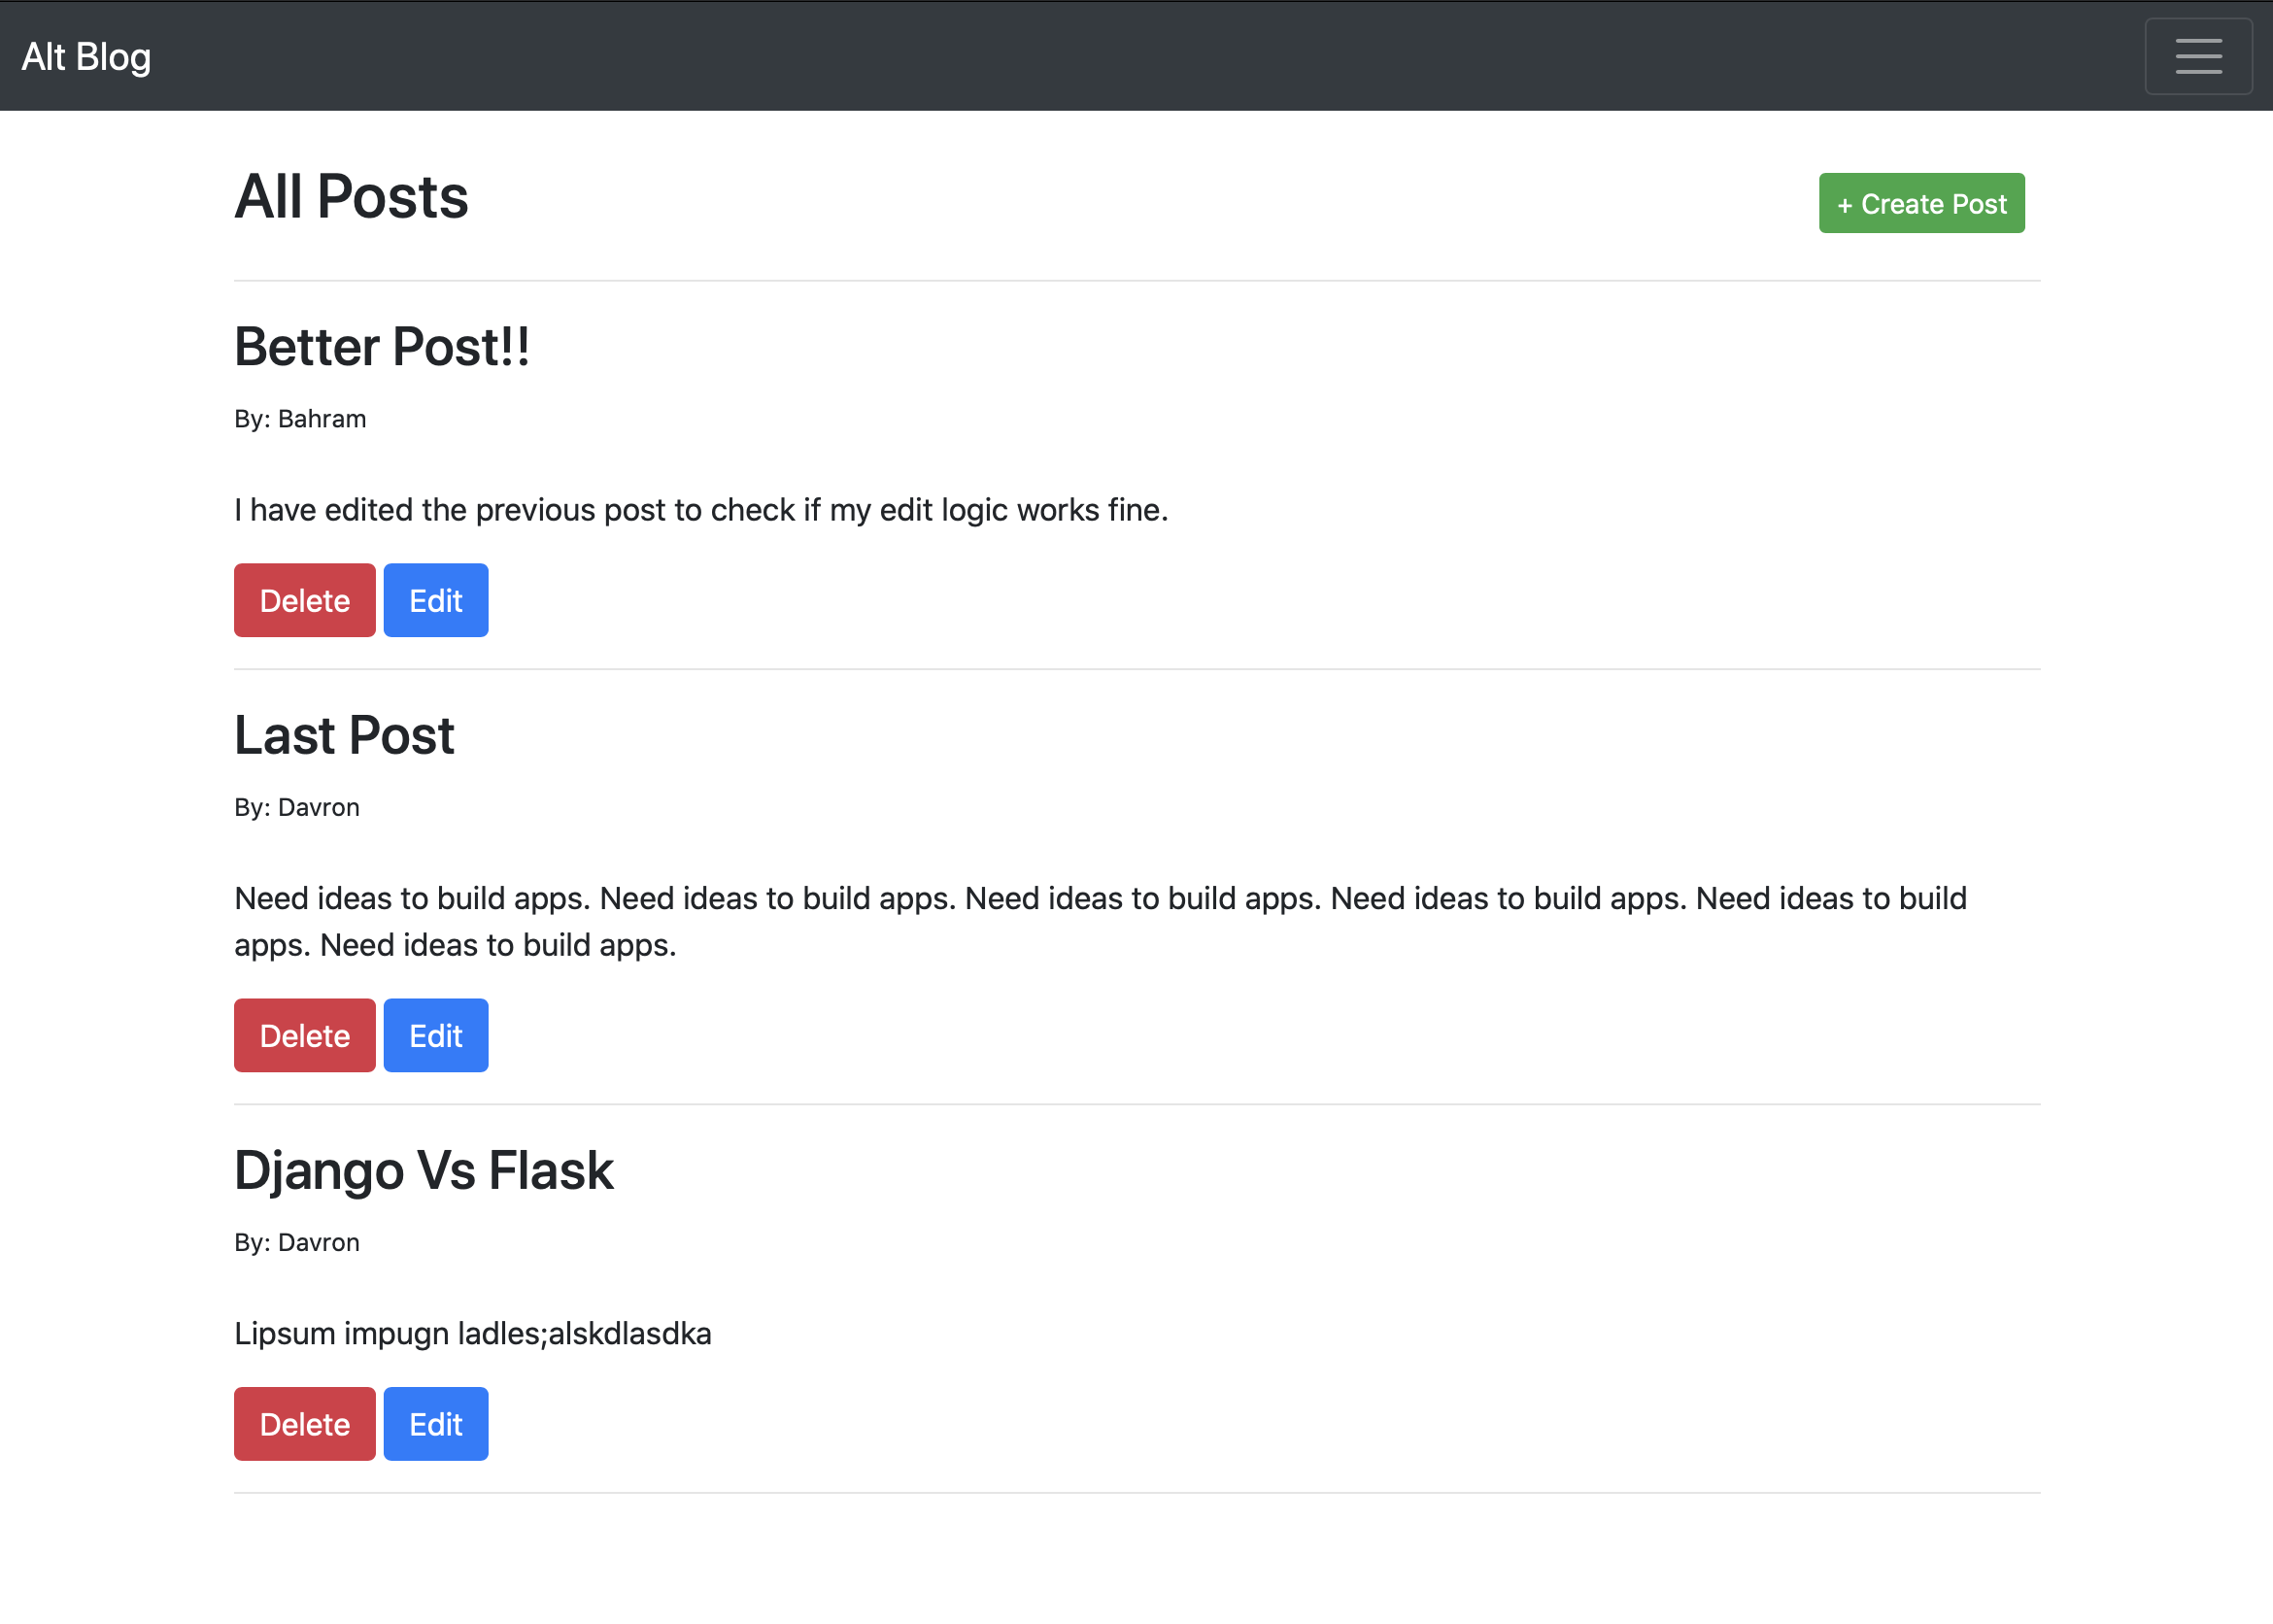 Alt Blog
All Posts
+ Create Post
Better Post!!
By: Bahram
I have edited the previous post to check if my edit logic works fine.
Delete Edit
Last Post
By: Davron
Need ideas to build apps. Need ideas to build apps. Need ideas to build apps. Need ideas to build apps. Need ideas to build
apps. Need ideas to build apps.
Delete Edit
Django Vs Flask
By: Davron
Lipsum impugn ladles;alskdlasdka
Delete Edit